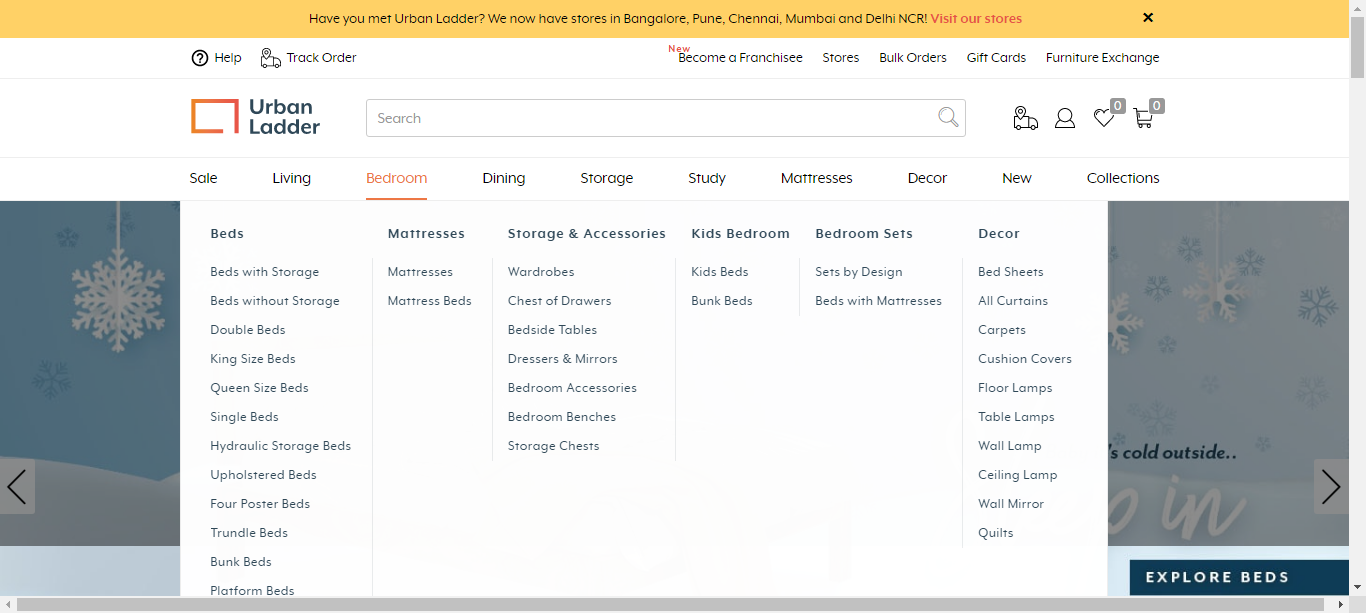 Have you met Urban Ladder? We now have stores in Bangalore, Pune, Chennai, Mumbai and Delhi NCR! Visit our stores
Help
Track Order
New
Become a Franchisee
Stores
Bulk Orders
Gift Cards
Furniture Exchange
Urban
Ladder
Search
0
0
Sale
Living
Bedroom
Dining
Storage
Study
Mattresses
Decor
New
Collections
Beds
Beds with Storage
Beds without Storage
Double Beds
King Size Beds
Queen Size Beds
Single Beds
Hydraulic Storage Beds
Upholstered Beds
Four Poster Beds
Trundle Beds
Bunk Beds
Platform Beds
Mattresses
Mattresses
Mattress Beds
Storage & Accessories
Wardrobes
Chest of Drawers
Bedside Tables
Dressers & Mirrors
Bedroom Accessories
Bedroom Benches
Storage Chests
Kids Bedroom
Kids Beds
Bunk Beds
Bedroom Sets
Sets by Design
Beds with Mattresses
Decor
Bed Sheets
All Curtains
Carpets
Cushion Covers
Floor Lamps
Table Lamps
Wall Lamp
Ceiling Lamp
Wall Mirror
Quilts
's cold outside..
in
EXPLORE BEDS